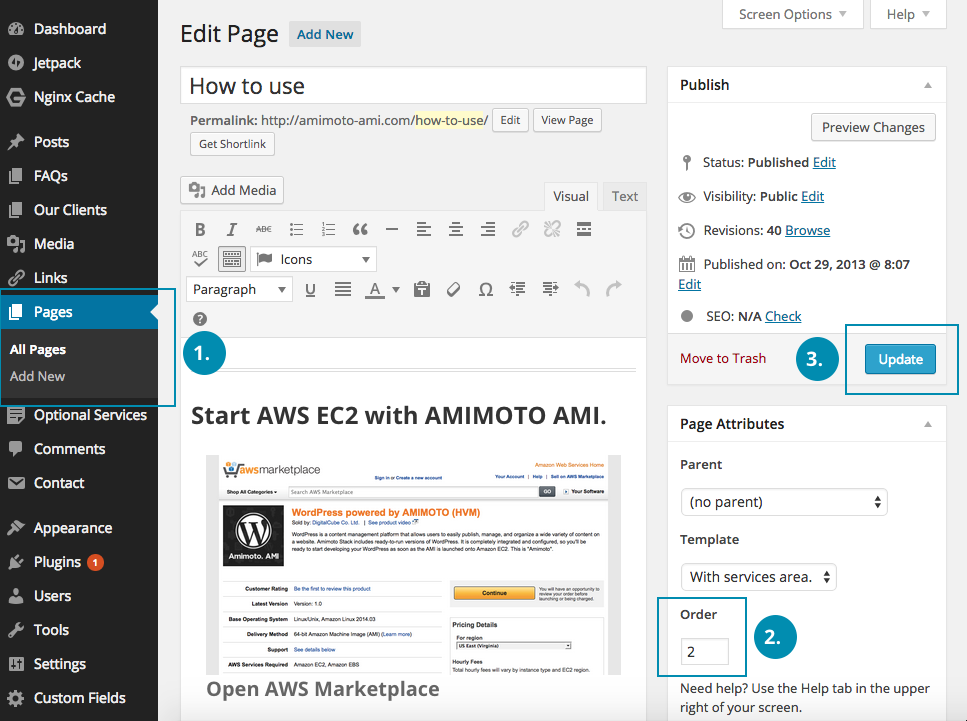 Dashboard
Jetpack
Nginx Cache
Posts
FAQs
Our Clients
Media
Links
Pages
All Pages
Add New
Optional Services
Comments
Contact
Appearance
Plugins 1
Users
Tools
Settings
Custom Fields
Screen Options
Help
Edit Page Add New
How to use
Permalink: http://amimoto-ami.com/how-to-use/ Edit View Page
Get Shortlink
Add Media
Visual Text
B I ABC
ABC Icons
Paragraph U A
1.
Start AWS EC2 with AMIMOTO AMI.
awsmarketplace
Amazon Web Services Home
Sign in or Create a new account
Your Account | Help | Sell on AWS Marketplace
Shop All Categories Search AWS Marketplace GO Your Software
Amimoto. AMI
WordPress powered by AMIMOTO (HVM)
Sold by: DigitalCube Co. Ltd. | See product video
WordPress is a content management platform that allows users to easily publish, manage, and organize a wide variety of content on
a website. Amimoto Stack includes ready-to-run versions of WordPress. It is completely integrated and configured, so you'll be
ready to start developing your WordPress as soon as the AMI is launched onto Amazon EC2. This is "Amimoto".
Customer Rating Be the first to review this product
Latest Version Version: 1.0
Base Operating System Linux/Unix, Amazon Linux 2014.03
Delivery Method 64-bit Amazon Machine Image (AMI) (Learn more)
Support See details below
AWS Services Required Amazon EC2, Amazon EBS
Continue
You will have an opportunity to
review your order before
launching or being charged.
Pricing Details
For region
US East (Virginia)
Hourly Fees
Total hourly fees will vary by instance type and EC2 region.
Open AWS Marketplace
Publish
Preview Changes
Status: Published Edit
Visibility: Public Edit
Revisions: 40 Browse
Published on: Oct 29, 2013 @ 8:07
Edit
SEO: N/A Check
Move to Trash 3. Update
Page Attributes
Parent
(no parent)
Template
With services area.
Order
2
2.
Need help? Use the Help tab in the upper
right of your screen.